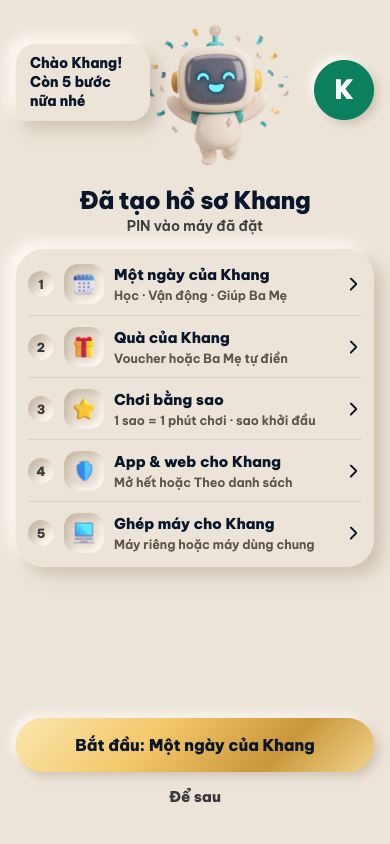 Chào Khang!
Còn 5 bước
nữa nhé
K
Đã tạo hồ sơ Khang
PIN vào máy đã đặt
1
Một ngày của Khang
Học · Vận động · Giúp Ba Mẹ
2
Quà của Khang
Voucher hoặc Ba Mẹ tự điền
3
Chơi bằng sao
1 sao = 1 phút chơi · sao khởi đầu
4
App & web cho Khang
Mở hết hoặc Theo danh sách
5
Ghép máy cho Khang
Máy riêng hoặc máy dùng chung
Bắt đầu: Một ngày của Khang
Để sau